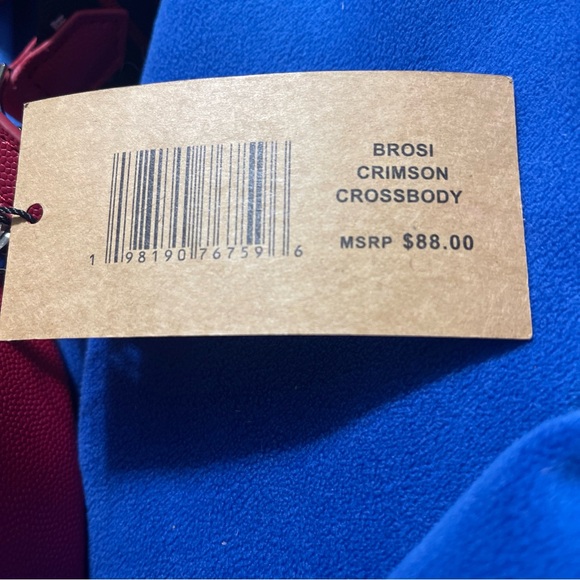 1 98190 76759 6
BROSI
CRIMSON
CROSSBODY
MSRP $88.00